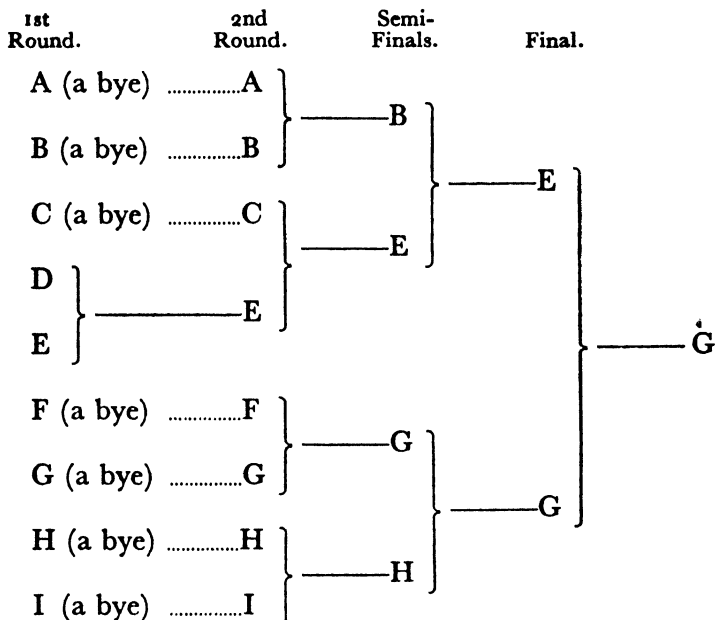 1st Round. 2nd Round. Semi-Finals. Final.
A (a bye) ..............A
B
B (a bye) ..............B
E
C (a bye) ..............C
E
D
E
E
G
F (a bye) ..............F
G
G (a bye) ..............G
G
H (a bye) ..............H
H
I (a bye) ..............I